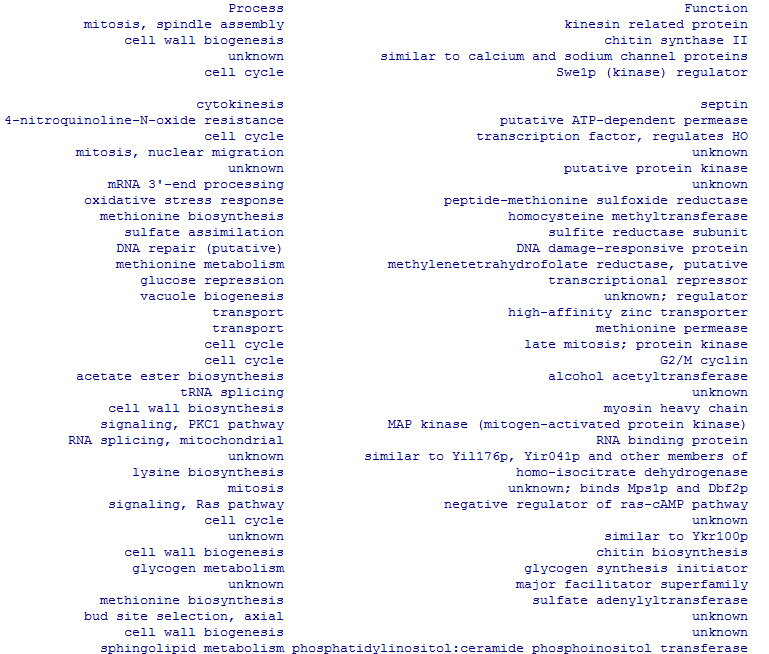 Process Function
mitosis, spindle assembly kinesin related protein
cell wall biogenesis chitin synthase II
unknown similar to calcium and sodium channel proteins
cell cycle Swe1p (kinase) regulator
cytokinesis septin
4-nitroquinoline-N-oxide resistance putative ATP-dependent permease
cell cycle transcription factor, regulates HO
mitosis, nuclear migration unknown
unknown putative protein kinase
mRNA 3'-end processing unknown
oxidative stress response peptide-methionine sulfoxide reductase
methionine biosynthesis homocysteine methyltransferase
sulfate assimilation sulfite reductase subunit
DNA repair (putative) DNA damage-responsive protein
methionine metabolism methylenetetrahydrofolate reductase, putative
glucose repression transcriptional repressor
vacuole biogenesis unknown; regulator
transport high-affinity zinc transporter
transport methionine permease
cell cycle late mitosis; protein kinase
cell cycle G2/M cyclin
acetate ester biosynthesis alcohol acetyltransferase
tRNA splicing unknown
cell wall biogenesis myosin heavy chain
signaling, PKC1 pathway MAP kinase (mitogen-activated protein kinase)
RNA splicing, mitochondrial RNA binding protein
unknown similar to Yil176p, Yir041p and other members of
lysine biosynthesis homo-isocitrate dehydrogenase
mitosis unknown; binds Mps1p and Dbf2p
signaling, Ras pathway negative regulator of ras-cAMP pathway
cell cycle unknown
unknown similar to Ykr100p
cell wall biogenesis chitin biosynthesis
glycogen metabolism glycogen synthesis initiator
unknown major facilitator superfamily
methionine biosynthesis sulfate adenylyltransferase
bud site selection, axial unknown
cell wall biogenesis unknown
sphingolipid metabolism phosphatidylinositol:ceramide phosphoinositol transferase